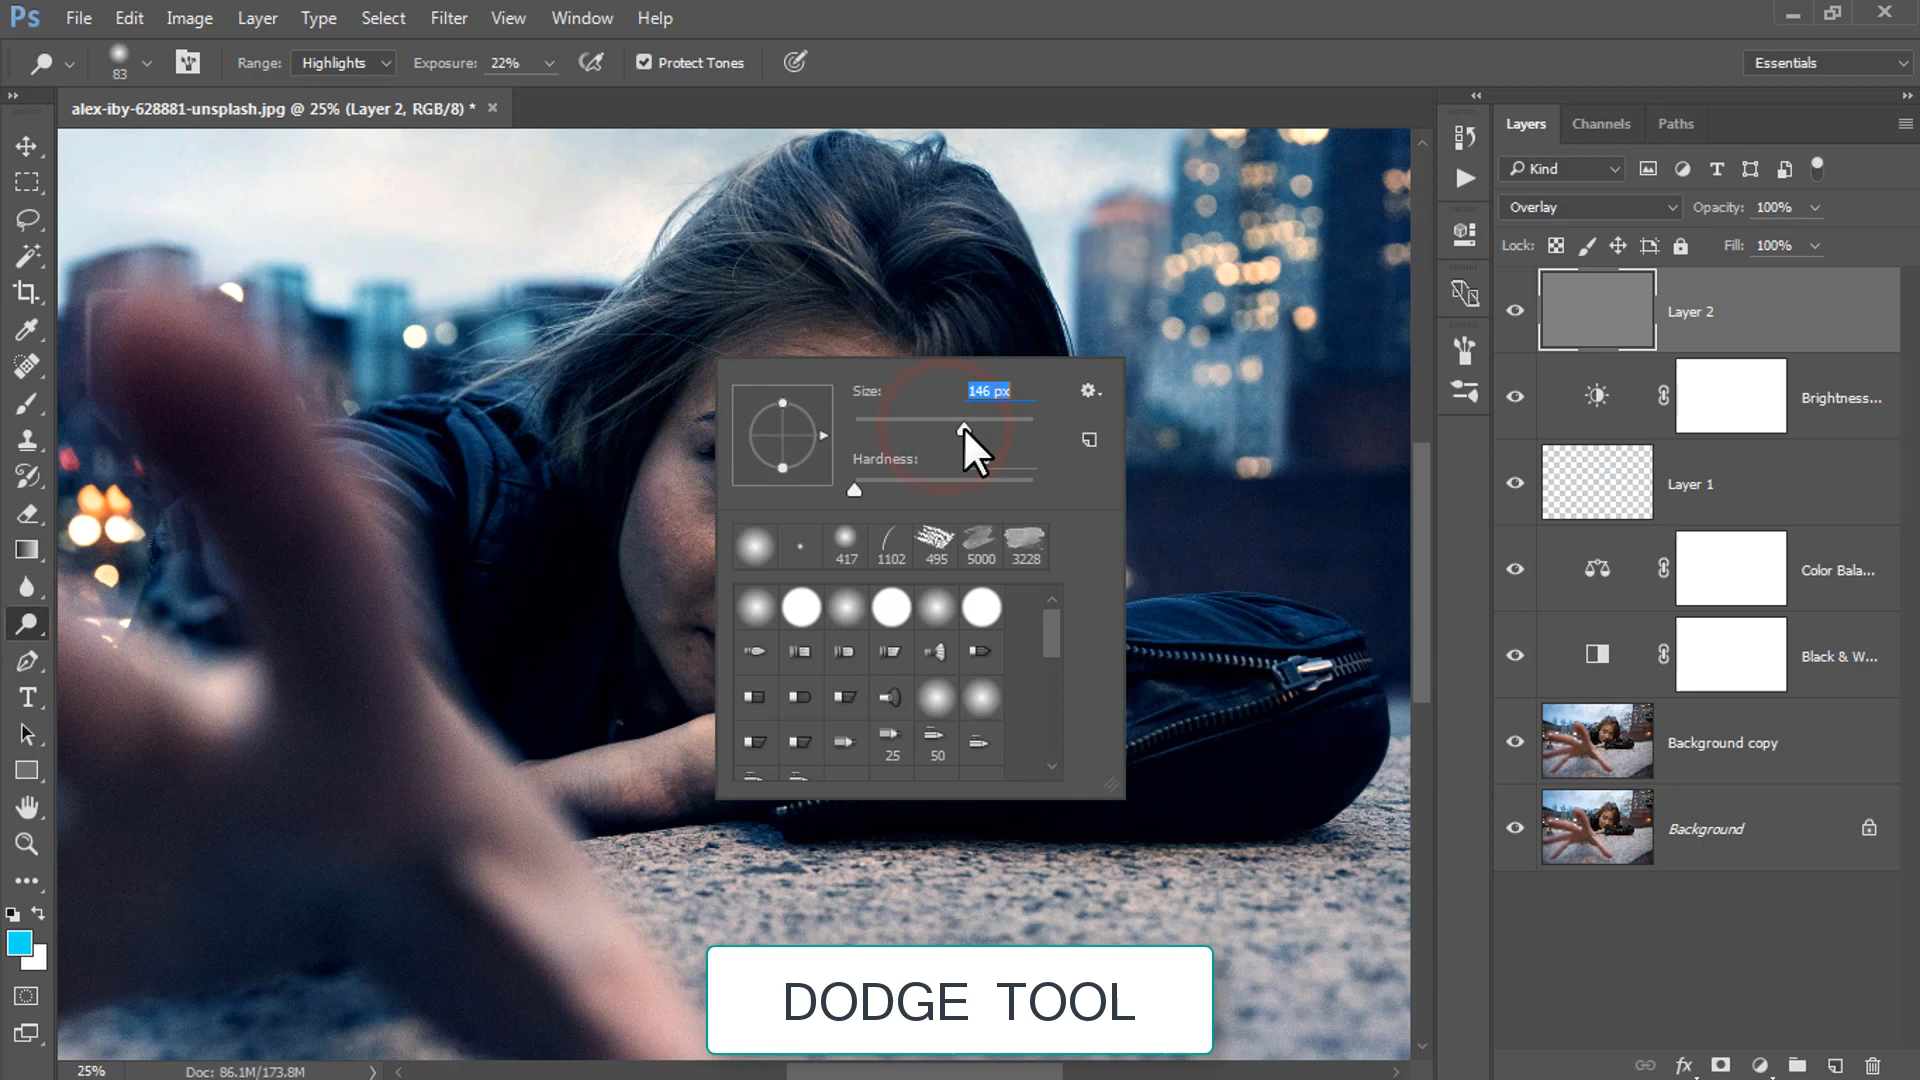 Ps File Edit Image Layer Type Select Filter View Window Help
83 Range: Highlights Exposure: 22% Protect Tones Essentials
alex-iby-628881-unsplash.jpg @ 25% (Layer 2, RGB/8) *
Layers Channels Paths
Kind
Overlay Opacity: 100%
Lock: Fill: 100%
Layer 2
Brightness...
Layer 1
Color Bala...
Black & W...
Background copy
Background
Size: 146 px
Hardness:
417 1102 495 5000 3228
25 50
DODGE TOOL
25% Doc: 86.1M/173.8M